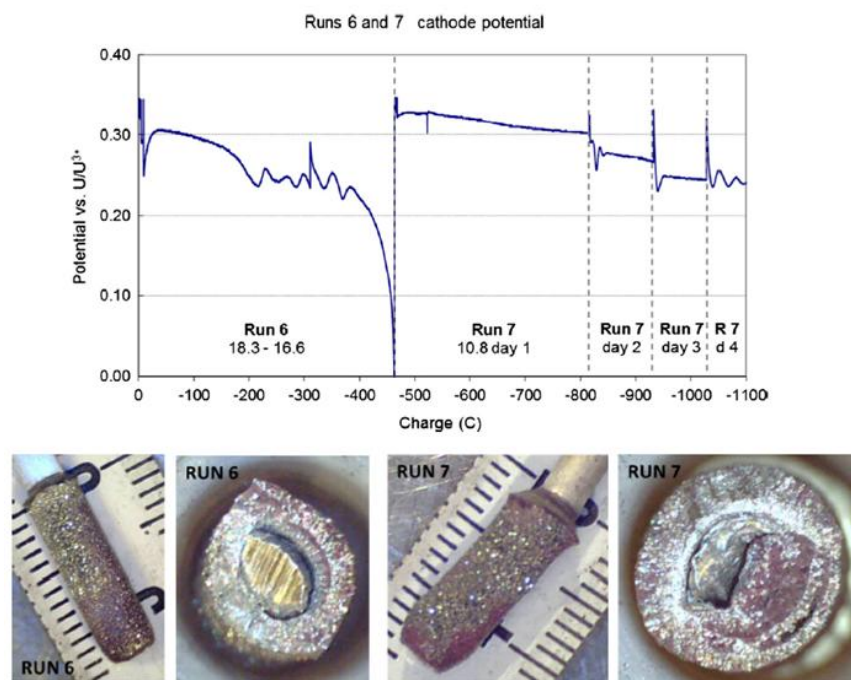 Runs 6 and 7 cathode potential
0.40
0.30
0.20
0.10
0.00
Potential vs. U/U³⁺
Run 6
18.3 - 16.6
Run 7
10.8 day 1
Run 7
day 2
Run 7
day 3
R 7
d 4
0 -100 -200 -300 -400 -500 -600 -700 -800 -900 -1000 -1100
Charge (C)
RUN 6
RUN 6
RUN 7
RUN 7